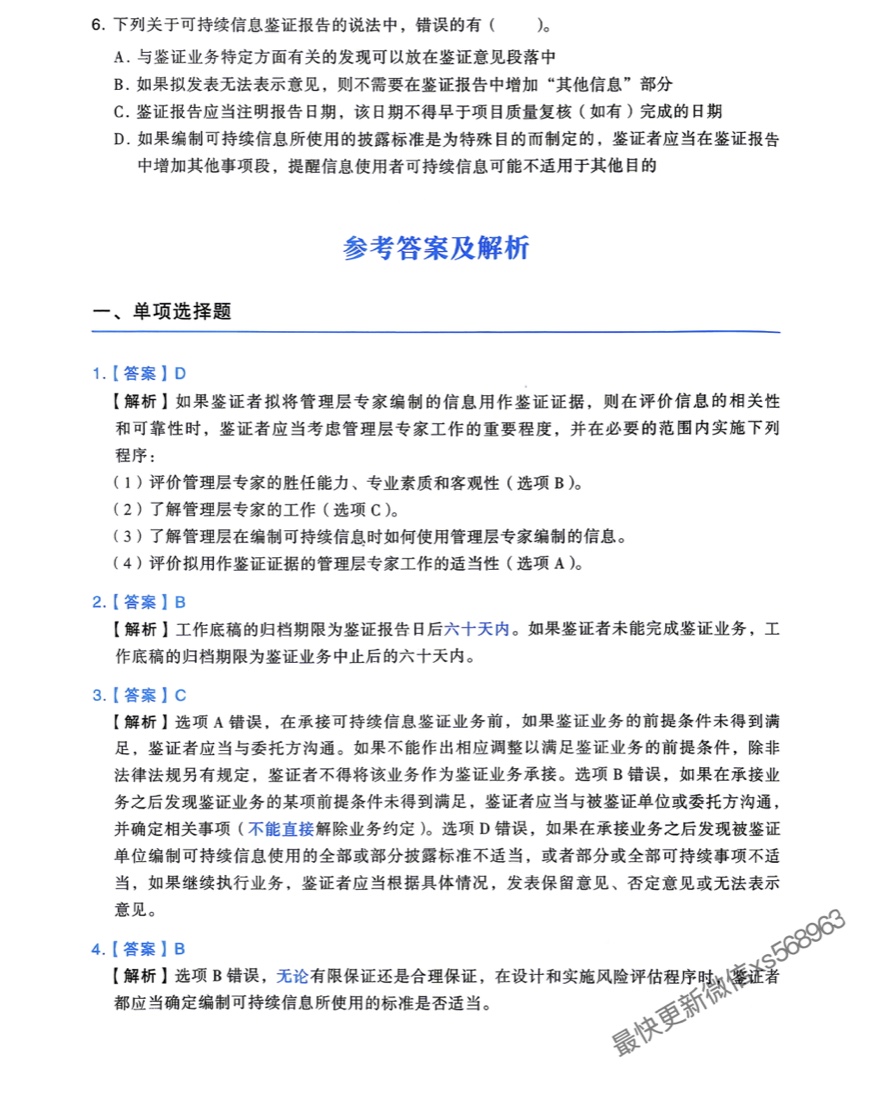 6. 下列关于可持续信息鉴证报告的说法中，错误的有（　　）。
A. 与鉴证业务特定方面有关的发现可以放在鉴证意见段落中
B. 如果拟发表无法表示意见，则不需要在鉴证报告中增加“其他信息”部分
C. 鉴证报告应当注明报告日期，该日期不得早于项目质量复核（如有）完成的日期
D. 如果编制可持续信息所使用的披露标准是为特殊目的而制定的，鉴证者应当在鉴证报告
中增加其他事项段，提醒信息使用者可持续信息可能不适用于其他目的
参考答案及解析
一、单项选择题
1.【答案】D
【解析】如果鉴证者拟将管理层专家编制的信息用作鉴证证据，则在评价信息的相关性
和可靠性时，鉴证者应当考虑管理层专家工作的重要程度，并在必要的范围内实施下列
程序：
（1）评价管理层专家的胜任能力、专业素质和客观性（选项 B）。
（2）了解管理层专家的工作（选项 C）。
（3）了解管理层在编制可持续信息时如何使用管理层专家编制的信息。
（4）评价拟用作鉴证证据的管理层专家工作的适当性（选项 A）。
2.【答案】B
【解析】工作底稿的归档期限为鉴证报告日后六十天内。如果鉴证者未能完成鉴证业务，工
作底稿的归档期限为鉴证业务中止后的六十天内。
3.【答案】C
【解析】选项 A 错误，在承接可持续信息鉴证业务前，如果鉴证业务的前提条件未得到满
足，鉴证者应当与委托方沟通。如果不能作出相应调整以满足鉴证业务的前提条件，除非
法律法规另有规定，鉴证者不得将该业务作为鉴证业务承接。选项 B 错误，如果在承接业
务之后发现鉴证业务的某项前提条件未得到满足，鉴证者应当与被鉴证单位或委托方沟通，
并确定相关事项（不能直接解除业务约定）。选项 D 错误，如果在承接业务之后发现被鉴证
单位编制可持续信息使用的全部或部分披露标准不适当，或者部分或全部可持续事项不适
当，如果继续执行业务，鉴证者应当根据具体情况，发表保留意见、否定意见或无法表示
意见。
4.【答案】B
【解析】选项 B 错误，无论有限保证还是合理保证，在设计和实施风险评估程序时，鉴证者
都应当确定编制可持续信息所使用的标准是否适当。
最快更新微信xs568963